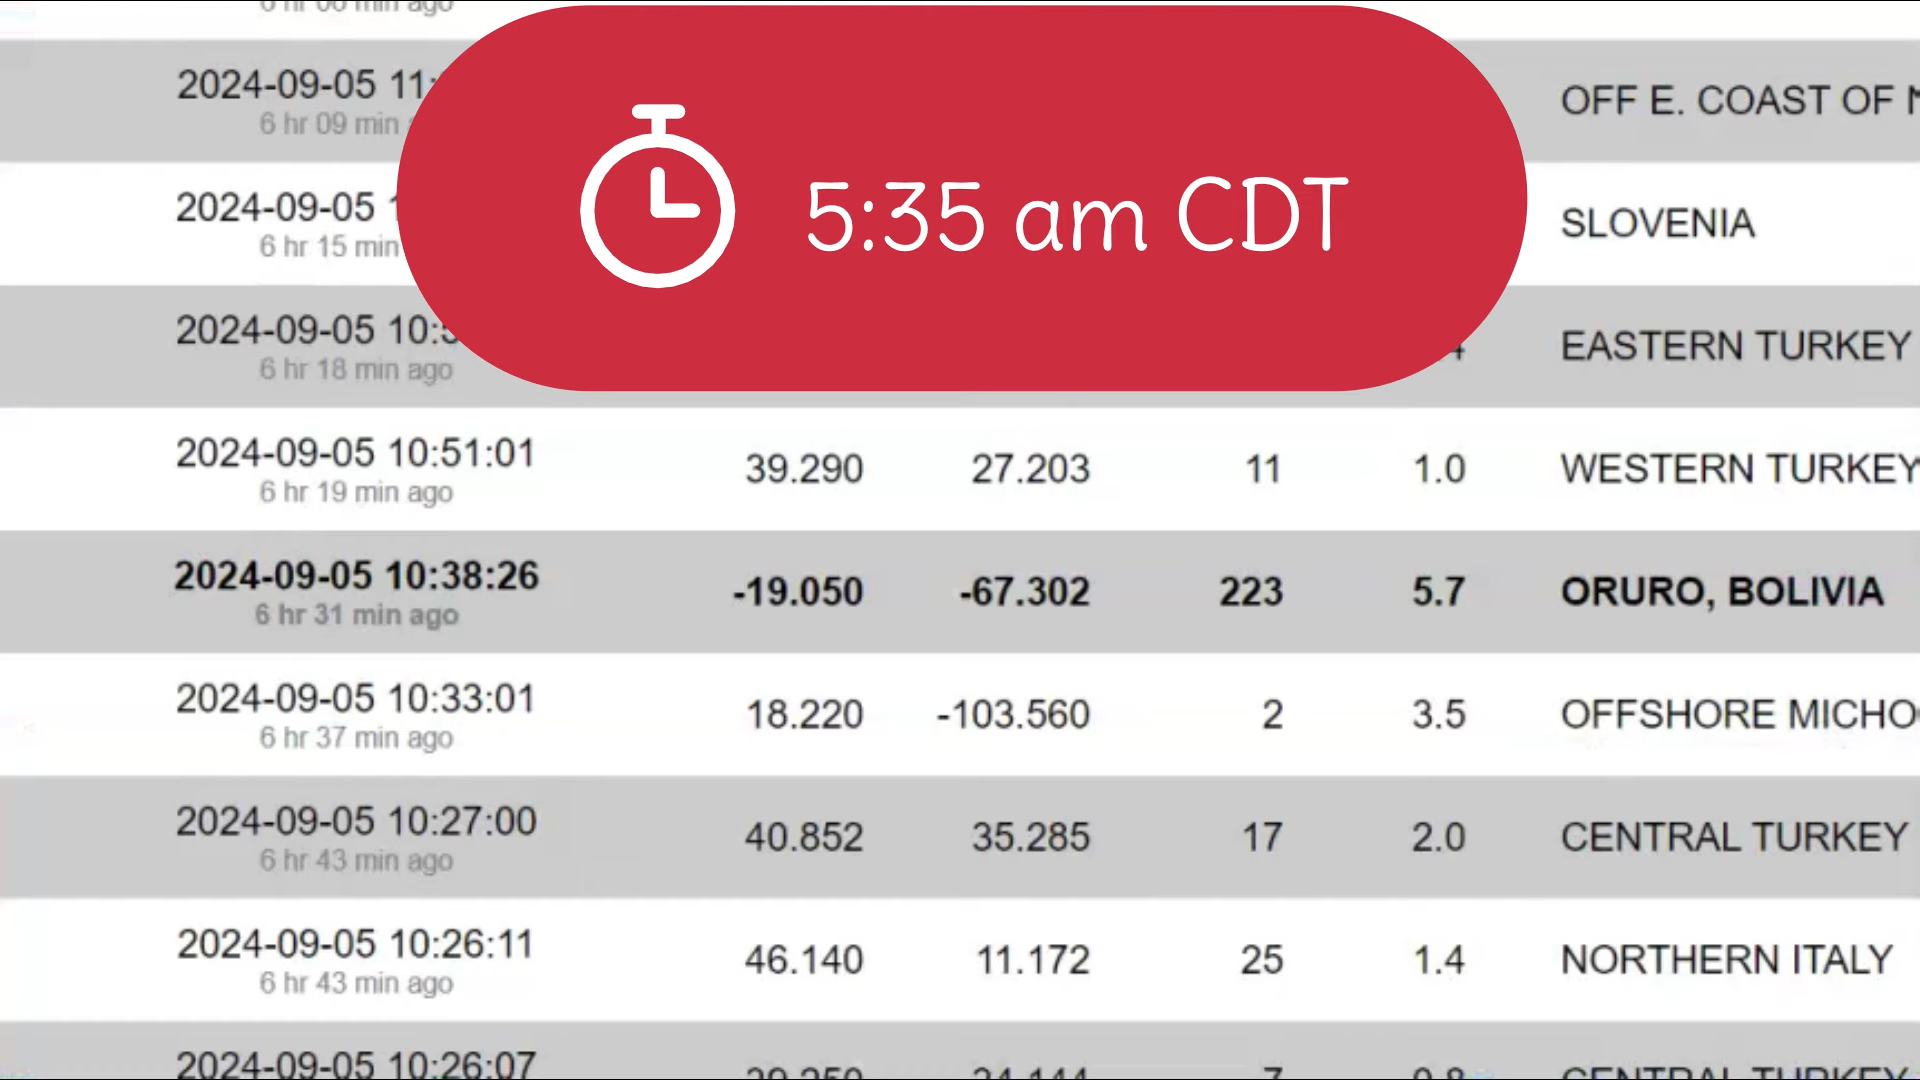 2024-09-05 11:
6 hr 09 min
OFF E. COAST OF
5:35 am CDT
2024-09-05
6 hr 15 min
SLOVENIA
2024-09-05 10:5
6 hr 18 min ago
EASTERN TURKEY
2024-09-05 10:51:01 39.290 27.203 11 1.0 WESTERN TURKEY
6 hr 19 min ago
2024-09-05 10:38:26 -19.050 -67.302 223 5.7 ORURO, BOLIVIA
6 hr 31 min ago
2024-09-05 10:33:01 18.220 -103.560 2 3.5 OFFSHORE MICHO
6 hr 37 min ago
2024-09-05 10:27:00 40.852 35.285 17 2.0 CENTRAL TURKEY
6 hr 43 min ago
2024-09-05 10:26:11 46.140 11.172 25 1.4 NORTHERN ITALY
6 hr 43 min ago
2024-09-05 10:26:07 CENTRAL TURKEY